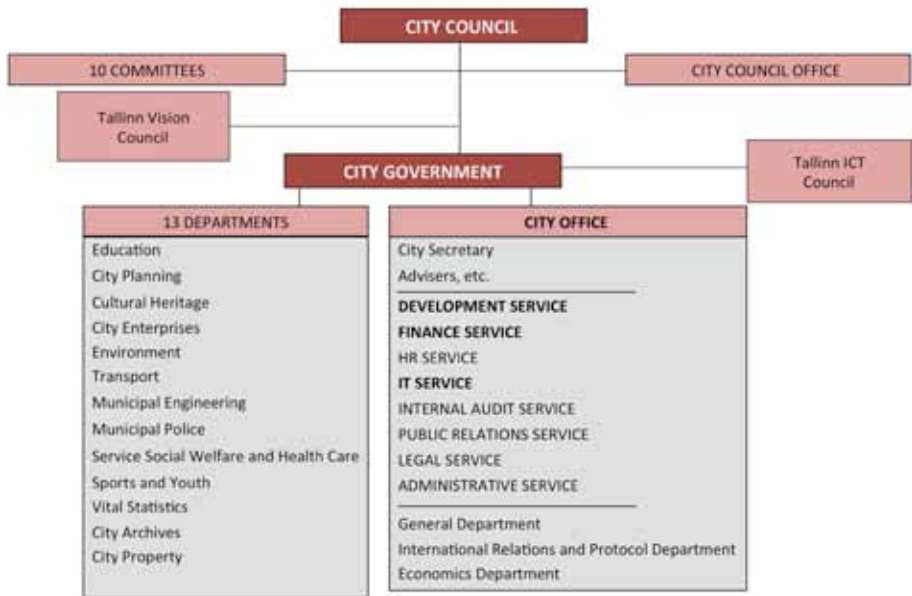 CITY COUNCIL
10 COMMITTEES
CITY COUNCIL OFFICE
Tallinn Vision
Council
CITY GOVERNMENT
Tallinn ICT
Council
13 DEPARTMENTS
Education
City Planning
Cultural Heritage
City Enterprises
Environment
Transport
Municipal Engineering
Municipal Police
Service Social Welfare and Health Care
Sports and Youth
Vital Statistics
City Archives
City Property
CITY OFFICE
City Secretary
Advisers, etc.
DEVELOPMENT SERVICE
FINANCE SERVICE
HR SERVICE
IT SERVICE
INTERNAL AUDIT SERVICE
PUBLIC RELATIONS SERVICE
LEGAL SERVICE
ADMINISTRATIVE SERVICE
General Department
International Relations and Protocol Department
Economics Department